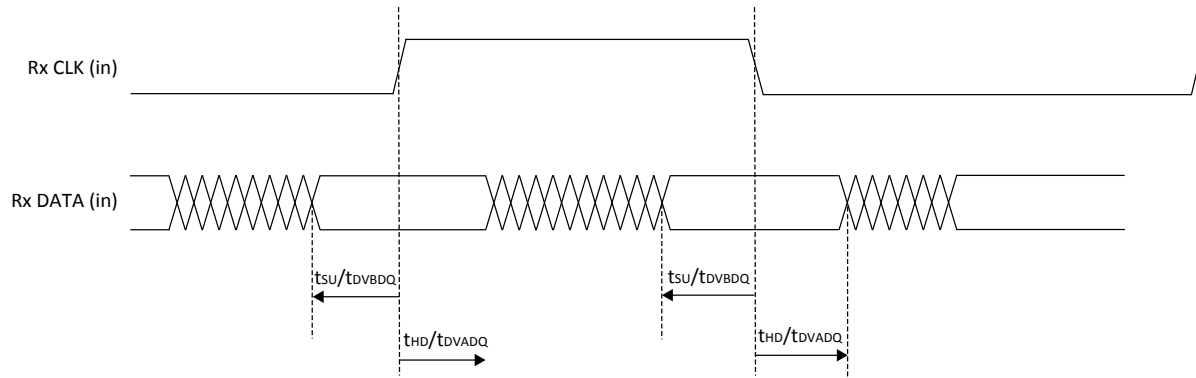 Rx CLK (in)
Rx DATA (in)
tSU/tDVBDQ
tSU/tDVBDQ
tHD/tDVADQ
tHD/tDVADQ